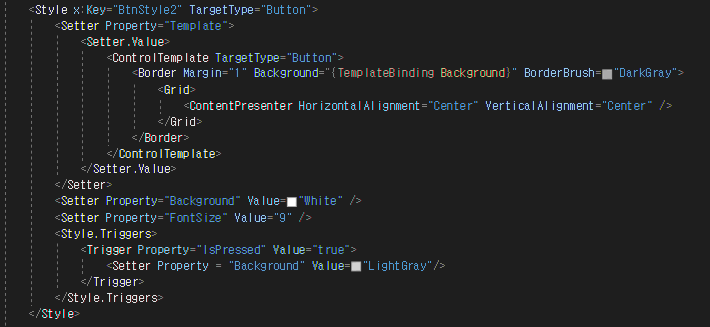 <Style x:Key="BtnStyle2" TargetType="Button">
<Setter Property="Template">
<Setter.Value>
<ControlTemplate TargetType="Button">
<Border Margin="1" Background="{TemplateBinding Background}" BorderBrush="DarkGray">
<Grid>
<ContentPresenter HorizontalAlignment="Center" VerticalAlignment="Center" />
</Grid>
</Border>
</ControlTemplate>
</Setter.Value>
</Setter>
<Setter Property="Background" Value="White" />
<Setter Property="FontSize" Value="9" />
<Style.Triggers>
<Trigger Property="IsPressed" Value="true">
<Setter Property = "Background" Value="LightGray"/>
</Trigger>
</Style.Triggers>
</Style>